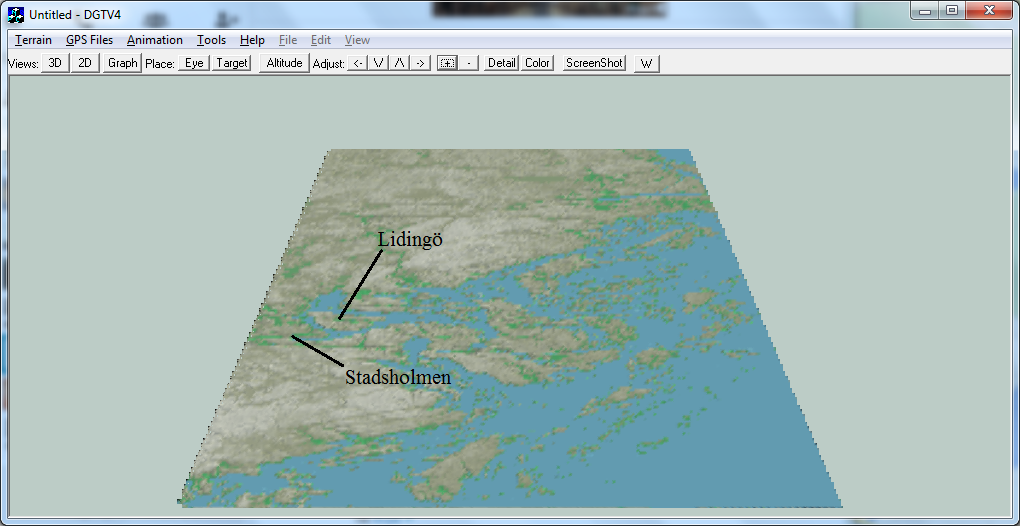 Untitled - DGTV4
Terrain GPS Files Animation Tools Help File Edit View
Views: 3D 2D Graph Place: Eye Target Altitude Adjust: <- \/ /\ -> + - Detail Color ScreenShot W
Lidingö
Stadsholmen